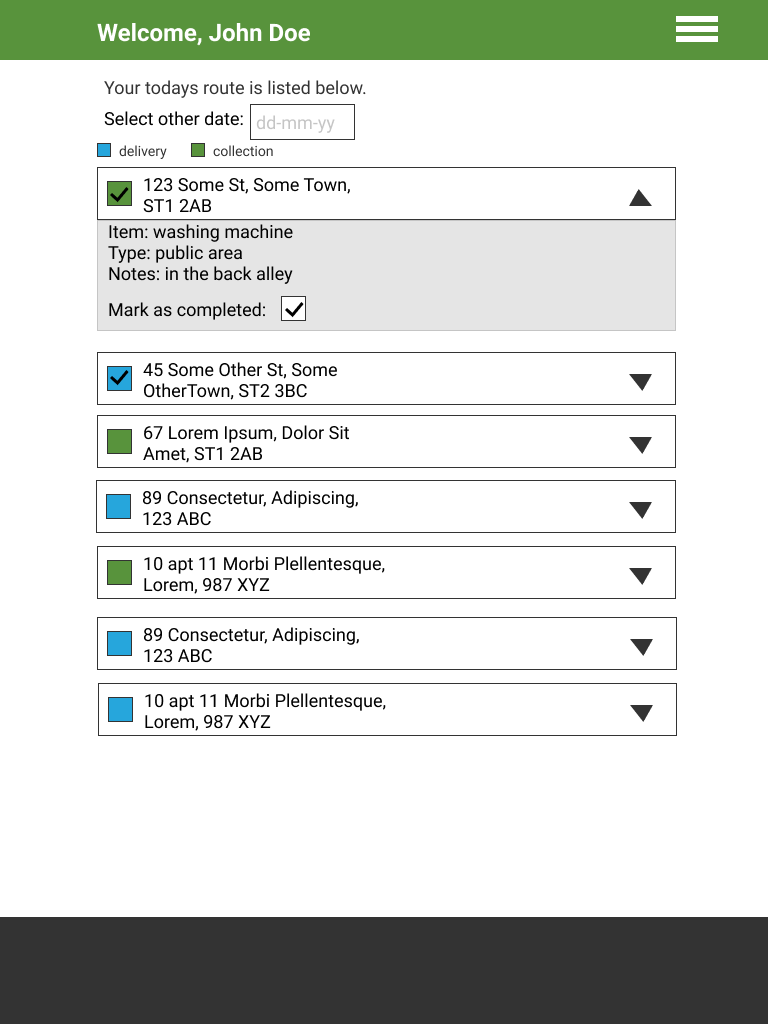 Welcome, John Doe
Your todays route is listed below.
Select other date: dd-mm-yy
delivery collection
123 Some St, Some Town,
ST1 2AB
Item: washing machine
Type: public area
Notes: in the back alley
Mark as completed:
45 Some Other St, Some
OtherTown, ST2 3BC
67 Lorem Ipsum, Dolor Sit
Amet, ST1 2AB
89 Consectetur, Adipiscing,
123 ABC
10 apt 11 Morbi Plellentesque,
Lorem, 987 XYZ
89 Consectetur, Adipiscing,
123 ABC
10 apt 11 Morbi Plellentesque,
Lorem, 987 XYZ